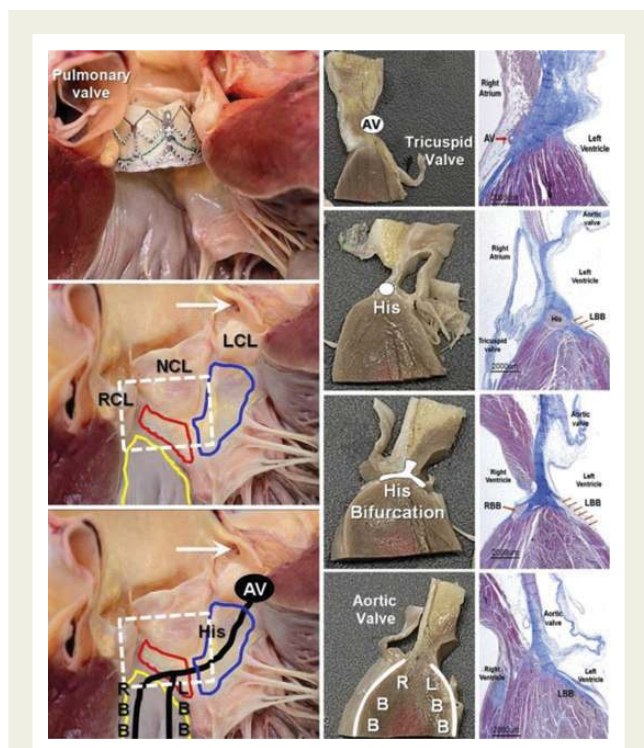 Pulmonary
valve
LCL
NCL
RCL
AV
His
R
B
B
L
B
B
AV
Tricuspid
Valve
His
His
Bifurcation
Aortic
Valve
R
B
B
L
B
B
Right
Atrium
AV
Left
Ventricle
Aortic
valve
Right
Atrium
Left
Ventricle
His
LBB
Tricuspid
valve
2000µm
Aortic
valve
Right
Ventricle
Left
Ventricle
RBB
LBB
2000µm
Aortic
valve
Right
Ventricle
Left
Ventricle
LBB